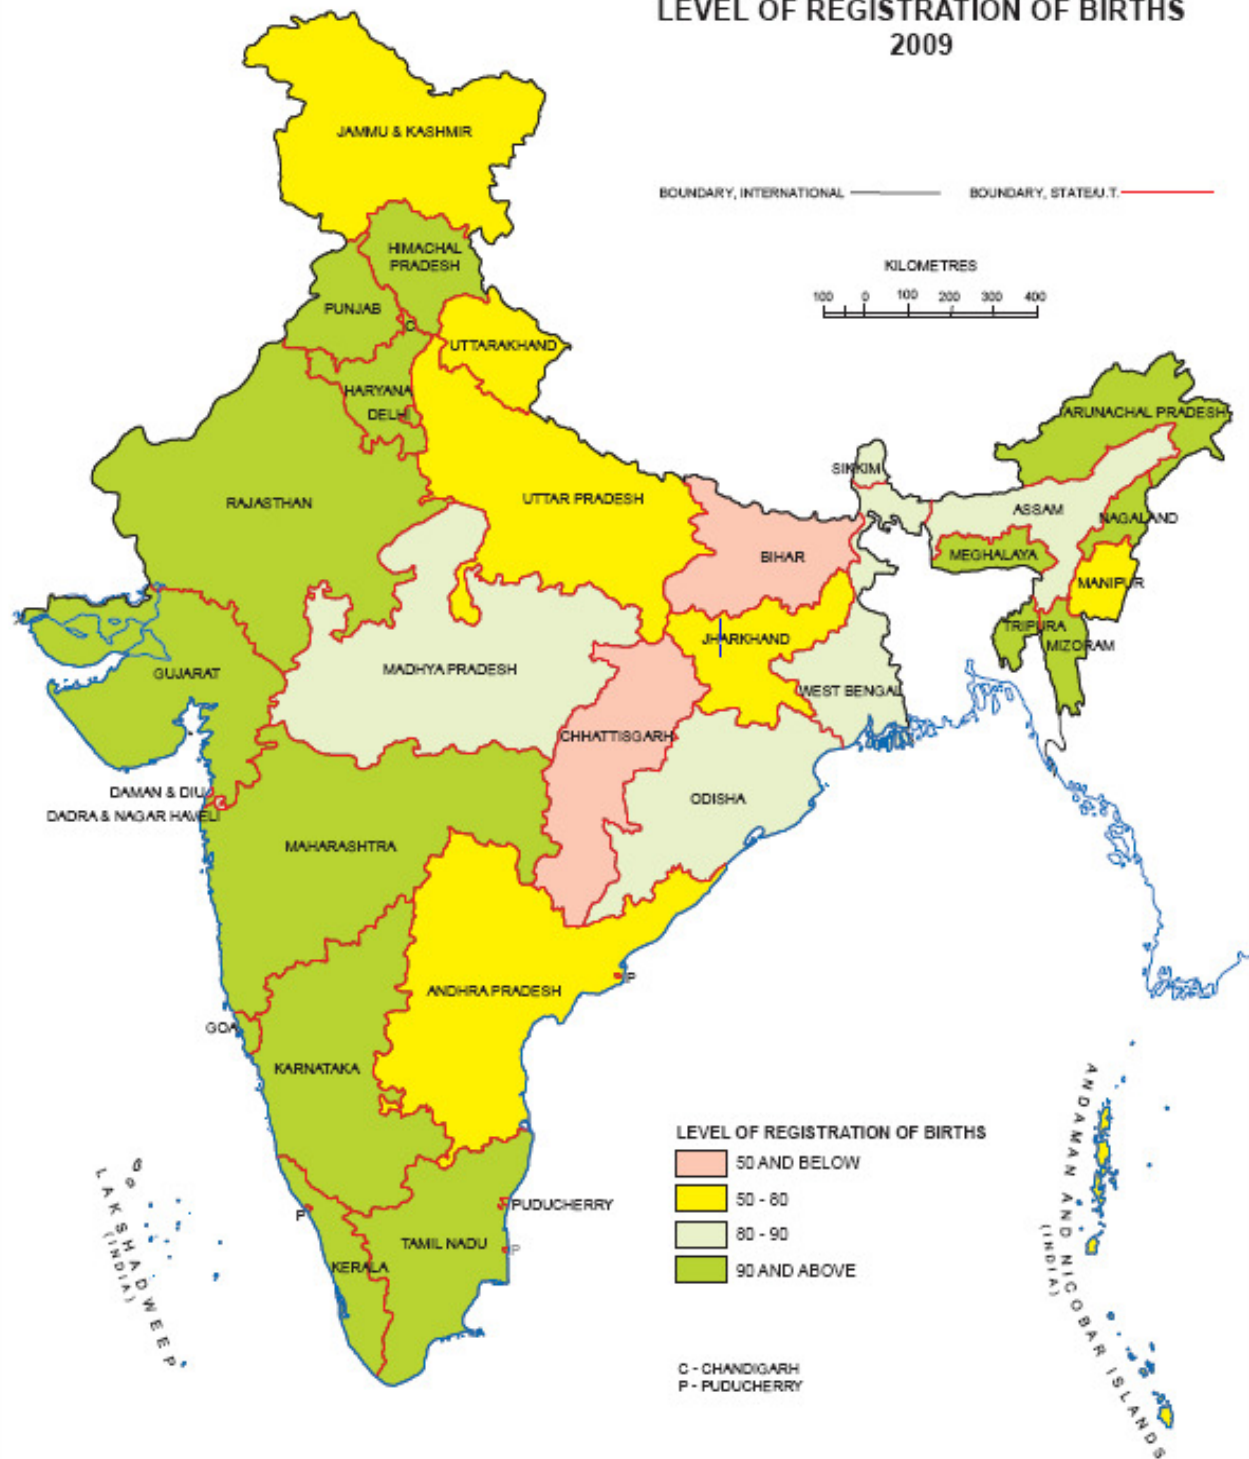 LEVEL OF REGISTRATION OF BIRTHS
2009
JAMMU & KASHMIR
BOUNDARY, INTERNATIONAL
BOUNDARY, STATE/U.T.
HIMACHAL
PRADESH
KILOMETRES
100 0 100 200 300 400
PUNJAB
C
UTTARAKHAND
HARYANA
DELHI
ARUNACHAL PRADESH
SIKKIM
RAJASTHAN
UTTAR PRADESH
ASSAM
NAGALAND
BIHAR
MEGHALAYA
MANIPUR
TRIPURA
JHARKHAND
MIZORAM
GUJARAT
MADHYA PRADESH
WEST BENGAL
CHHATTISGARH
DAMAN & DIU
ODISHA
DADRA & NAGAR HAVELI
MAHARASHTRA
P
ANDHRA PRADESH
GOA
KARNATAKA
LEVEL OF REGISTRATION OF BIRTHS
50 AND BELOW
50 - 80
80 - 90
90 AND ABOVE
LAKSHADWEEP
(INDIA)
PUDUCHERRY
P
TAMIL NADU
P
KERALA
ANDAMAN AND NICOBAR ISLANDS
(INDIA)
C - CHANDIGARH
P - PUDUCHERRY